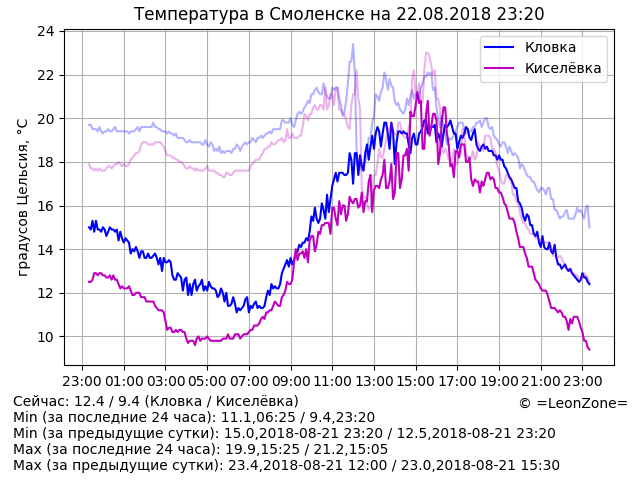 Температура в Смоленске на 22.08.2018 23:20
Кловка
Киселёвка
градусов Цельсия, °C
24
22
20
18
16
14
12
10
23:00 01:00 03:00 05:00 07:00 09:00 11:00 13:00 15:00 17:00 19:00 21:00 23:00
Сейчас: 12.4 / 9.4 (Кловка / Киселёвка)
© =LeonZone=
Min (за последние 24 часа): 11.1,06:25 / 9.4,23:20
Min (за предыдущие сутки): 15.0,2018-08-21 23:20 / 12.5,2018-08-21 23:20
Max (за последние 24 часа): 19.9,15:25 / 21.2,15:05
Max (за предыдущие сутки): 23.4,2018-08-21 12:00 / 23.0,2018-08-21 15:30